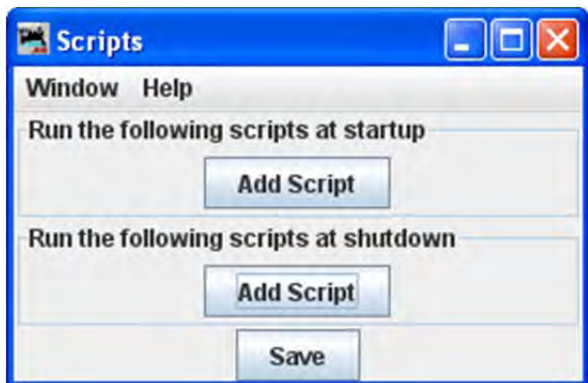 Scripts
Window Help
Run the following scripts at startup
Add Script
Run the following scripts at shutdown
Add Script
Save